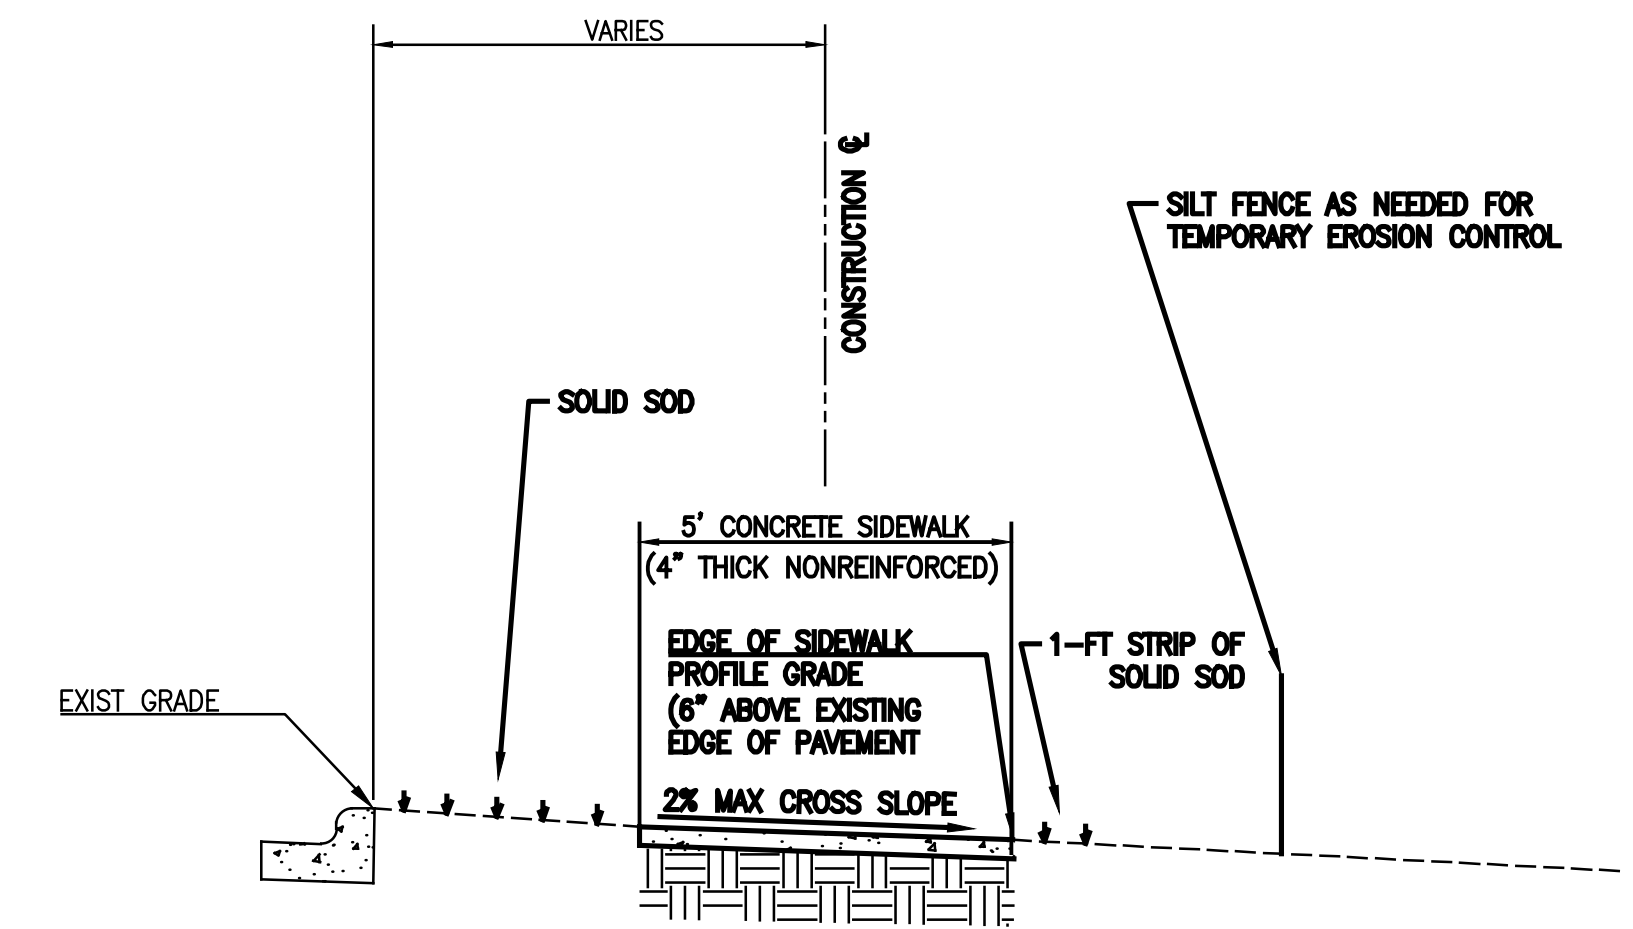 VARIES
CONSTRUCTION ℄
SILT FENCE AS NEEDED FOR
TEMPORARY EROSION CONTROL
SOLID SOD
5' CONCRETE SIDEWALK
(4" THICK NONREINFORCED)
EDGE OF SIDEWALK
PROFILE GRADE
(6" ABOVE EXISTING
EDGE OF PAVEMENT
1-FT STRIP OF
SOLID SOD
EXIST GRADE
2% MAX CROSS SLOPE